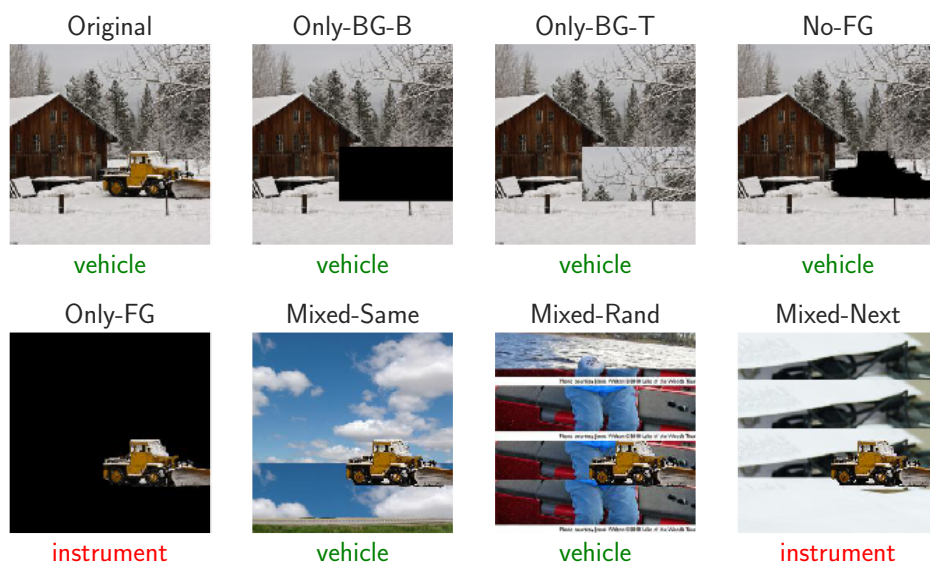 Original Only-BG-B Only-BG-T No-FG
vehicle vehicle vehicle vehicle
Only-FG Mixed-Same Mixed-Rand Mixed-Next
instrument vehicle vehicle instrument